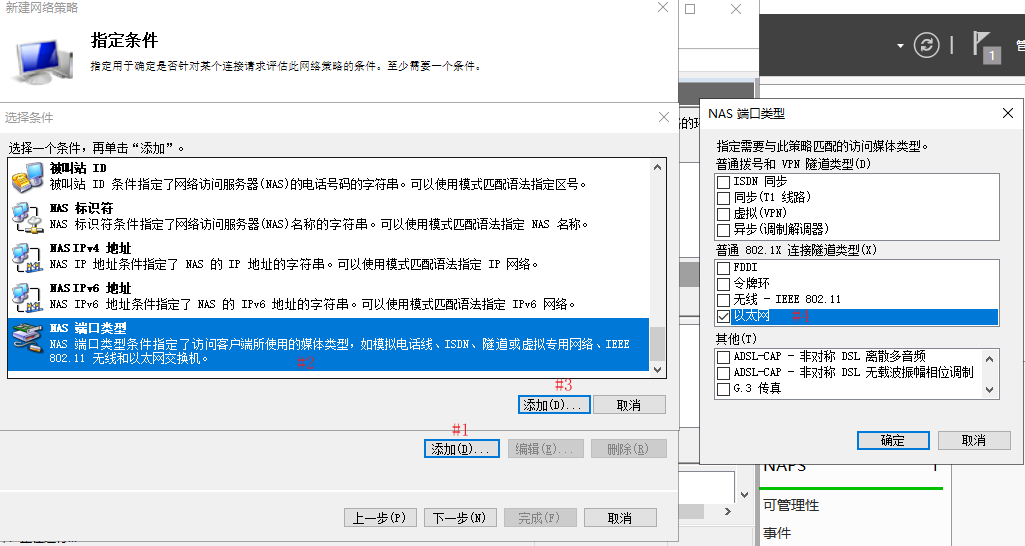 新建网络策略
指定条件
指定用于确定是否针对某个连接请求评估此网络策略的条件。至少需要一个条件。
选择条件
选择一个条件，再单击“添加”。
被叫站 ID
被叫站 ID 条件指定了网络访问服务器(NAS)的电话号码的字符串。可以使用模式匹配语法指定区号。
NAS 标识符
NAS 标识符条件指定了网络访问服务器(NAS)名称的字符串。可以使用模式匹配语法指定 NAS 名称。
NAS IPv4 地址
NAS IP 地址条件指定了 NAS 的 IP 地址的字符串。可以使用模式匹配语法指定 IP 网络。
NAS IPv6 地址
NAS IPv6 地址条件指定了 NAS 的 IPv6 地址的字符串。可以使用模式匹配语法指定 IPv6 网络。
NAS 端口类型
NAS 端口类型条件指定了访问客户端所使用的媒体类型，如模拟电话线、ISDN、隧道或虚拟专用网络、IEEE
802.11 无线和以太网交换机。
#2
#3
添加(D)... 取消
#1
添加(D)... 编辑(E)... 删除(R)
上一步(P) 下一步(N) 完成(F) 取消
1
管
NAS 端口类型
指定需要与此策略匹配的访问媒体类型。
普通拨号和 VPN 隧道类型(D)
ISDN 同步
同步(T1 线路)
虚拟(VPN)
异步(调制解调器)
普通 802.1X 连接隧道类型(X)
FDDI
令牌环
无线 - IEEE 802.11
以太网 #4
其他(T)
ADSL-CAP - 非对称 DSL 离散多音频
ADSL-CAP - 非对称 DSL 无载波振幅相位调制
G.3 传真
确定 取消
NAPS 1
可管理性
事件